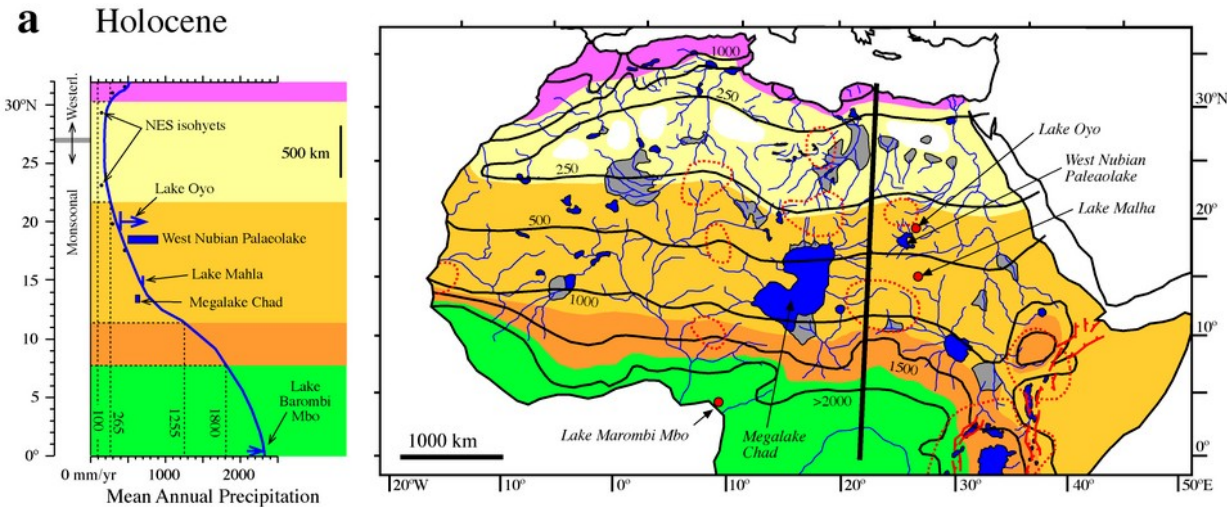 a Holocene
Westerl.
Monsoonal
30°N
25
20
15
10
5
0°
NES isohyets
500 km
Lake Oyo
West Nubian Palaeolake
Lake Mahla
Megalake Chad
Lake
Barombi
Mbo
100
265
1255
1800
0 mm/yr
1000
2000
Mean Annual Precipitation
1000
250
250
500
1000
1500
>2000
Lake Oyo
West Nubian
Paleaolake
Lake Malha
Lake Marombi Mbo
Megalake
Chad
1000 km
30°N
20°
10°
0°
20°W
10°
0°
10°
20°
30°
40°
50°E